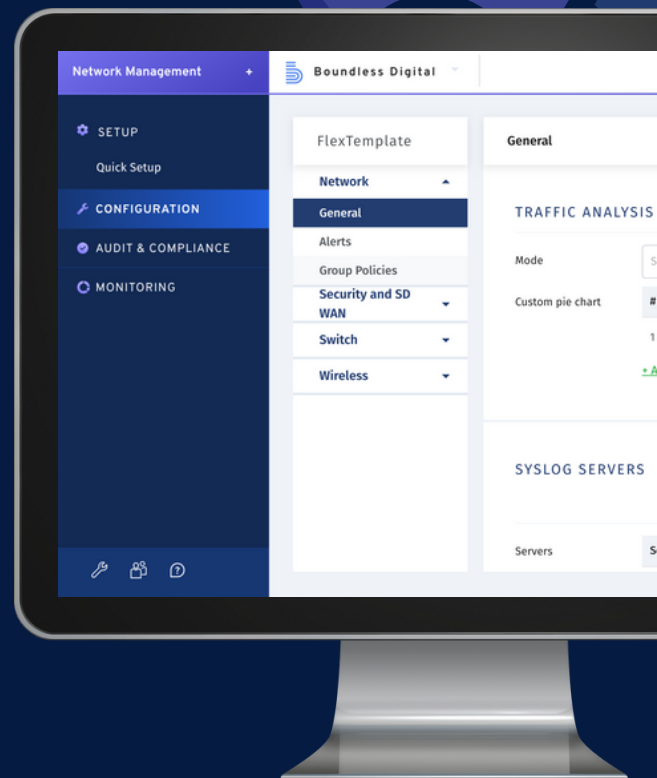 Network Management +
Boundless Digital
SETUP
Quick Setup
CONFIGURATION
AUDIT & COMPLIANCE
MONITORING
FlexTemplate
Network
General
Alerts
Group Policies
Security and SD
WAN
Switch
Wireless
General
TRAFFIC ANALYSIS
Mode
Custom pie chart
#
1
SYSLOG SERVERS
Servers